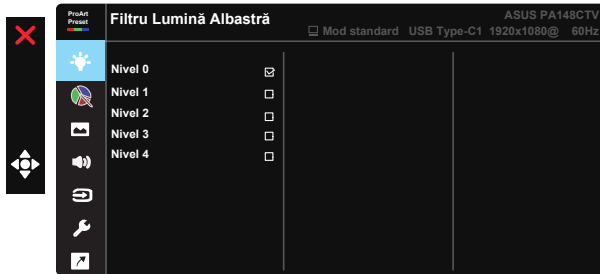 ProArt
Preset
Filtru Lumină Albastră
ASUS PA148CTV
Mod standard USB Type-C1 1920x1080@ 60Hz
Nivel 0
Nivel 1
Nivel 2
Nivel 3
Nivel 4